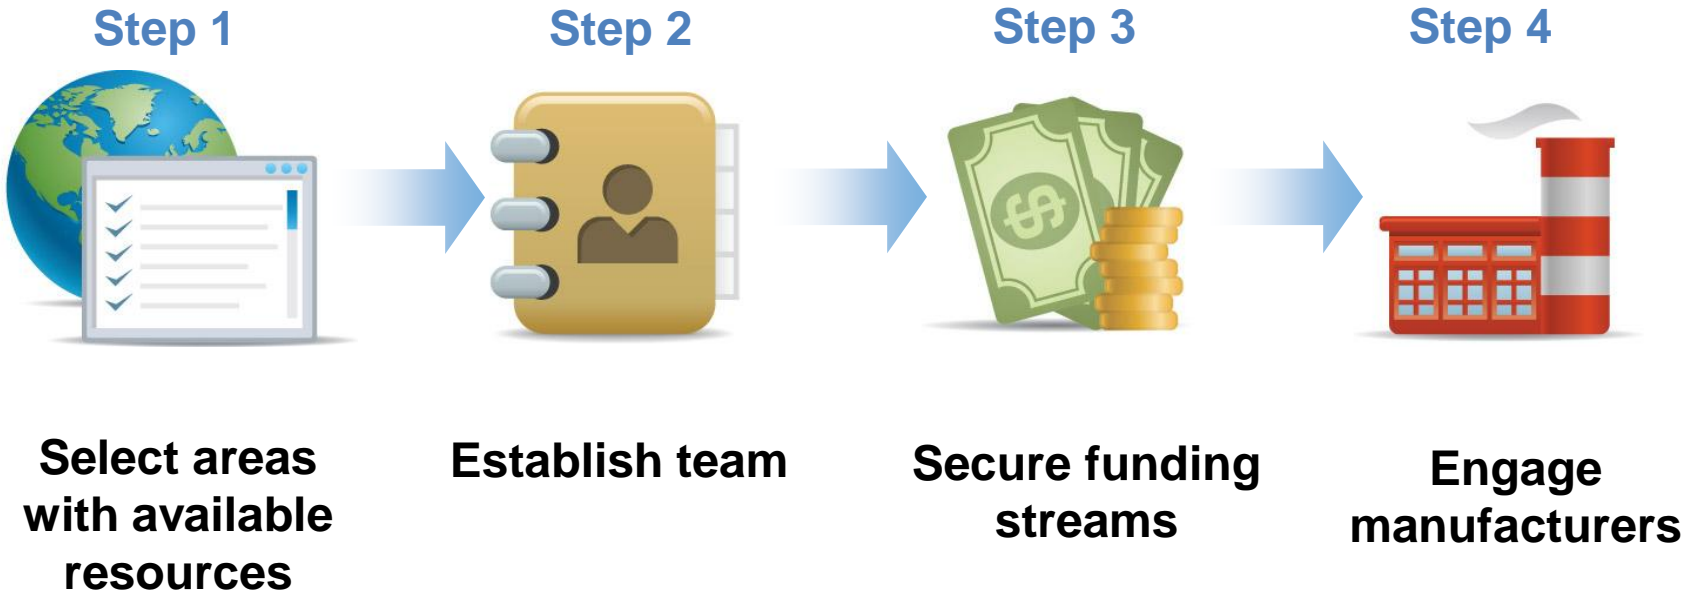 Step 1
Step 2
Step 3
Step 4
Select areas
with available
resources
Establish team
Secure funding
streams
Engage
manufacturers